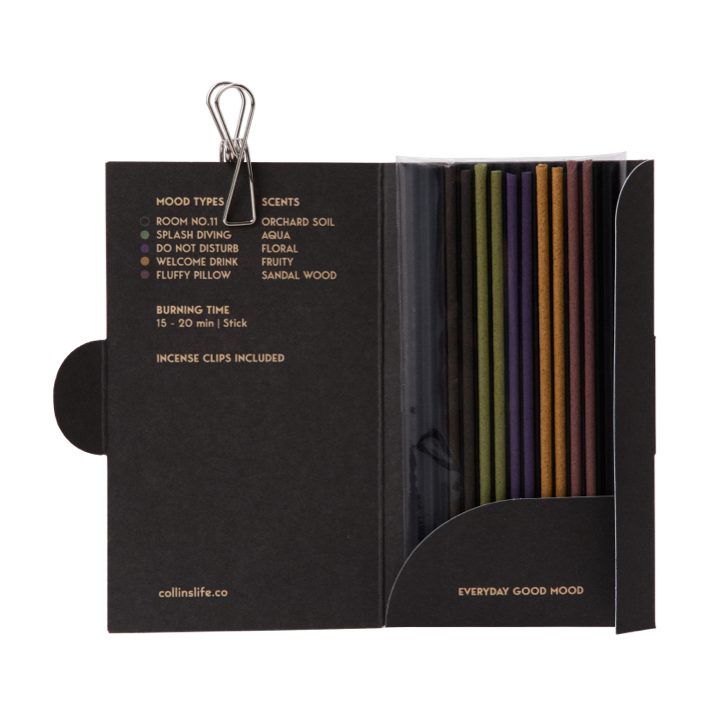 MOOD TYPES SCENTS
ROOM NO.11 ORCHARD SOIL
SPLASH DIVING AQUA
DO NOT DISTURB FLORAL
WELCOME DRINK FRUITY
FLUFFY PILLOW SANDAL WOOD
BURNING TIME
15 - 20 min | Stick
INCENSE CLIPS INCLUDED
collinslife.co
EVERYDAY GOOD MOOD